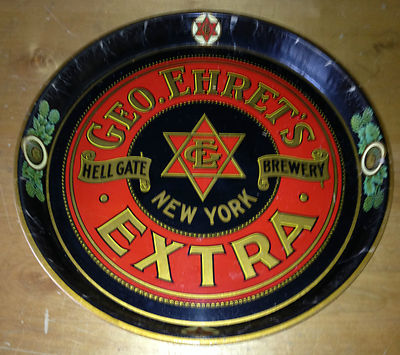 GEO. EHRET'S
HELL GATE BREWERY
GE
NEW YORK
EXTRA